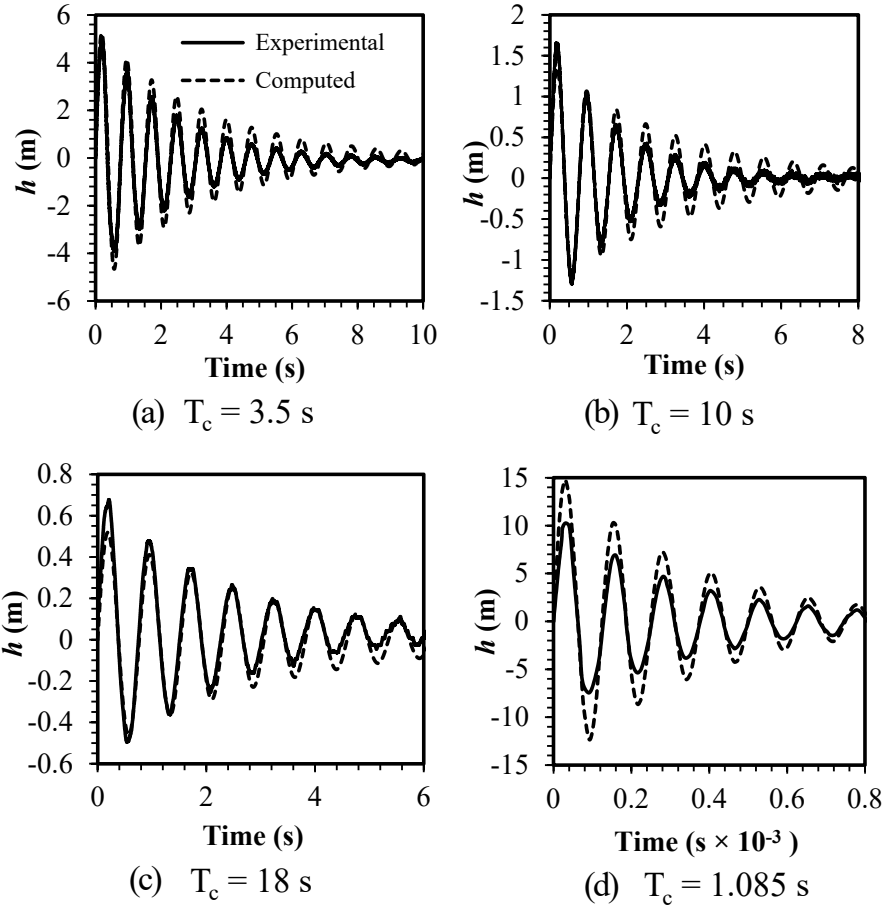 6
4
2
0
-2
-4
-6
h (m)
Experimental
Computed
0 2 4 6 8 10
Time (s)
(a) T_c = 3.5 s
2
1.5
1
0.5
0
-0.5
-1
-1.5
h (m)
0 2 4 6 8
Time (s)
(b) T_c = 10 s
0.8
0.6
0.4
0.2
0
-0.2
-0.4
-0.6
h (m)
0 2 4 6
Time (s)
(c) T_c = 18 s
15
10
5
0
-5
-10
-15
h (m)
0 0.2 0.4 0.6 0.8
Time (s × 10⁻³ )
(d) T_c = 1.085 s